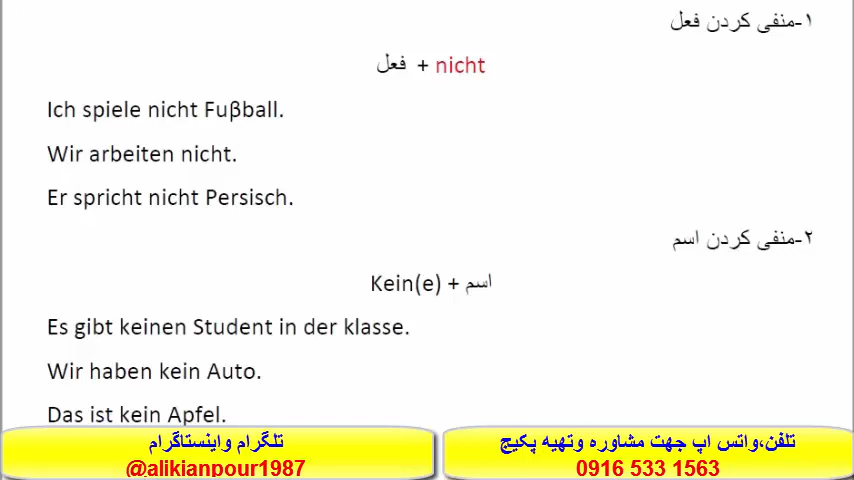 ۱-منفی کردن فعل
فعل + nicht
Ich spiele nicht Fuβball.
Wir arbeiten nicht.
Er spricht nicht Persisch.
۲-منفی کردن اسم
Kein(e) + اسم
Es gibt keinen Student in der klasse.
Wir haben kein Auto.
Das ist kein Apfel.
تلفن،واتس اپ جهت مشاوره وتهیه پکیج
0916 533 1563
تلگرام واینستاگرام
@alikianpour1987